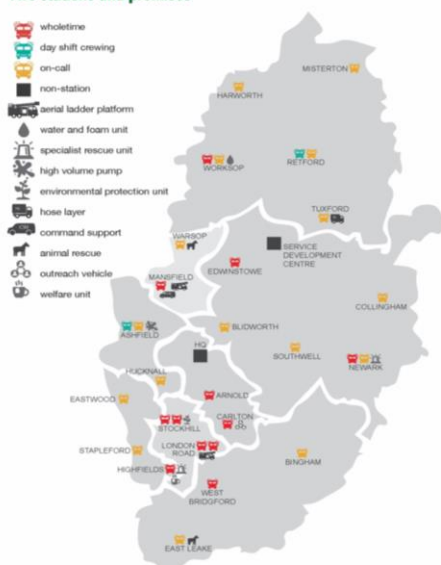 wholetime
day shift crewing
on-call
non-station
aerial ladder platform
water and foam unit
specialist rescue unit
high volume pump
environmental protection unit
hose layer
command support
animal rescue
outreach vehicle
welfare unit
MISTERTON
HARWORTH
WORKSOP
RETFORD
TUXFORD
WARSOP
SERVICE
DEVELOPMENT
CENTRE
EDWINSTOWE
MANSFIELD
COLLINGHAM
ASHFIELD
BLIDWORTH
HQ
SOUTHWELL
NEWARK
HUCKNALL
EASTWOOD
ARNOLD
STOCKHILL
CARLTON
STAPLEFORD
LONDON
ROAD
BINGHAM
HIGHFIELDS
WEST
BRIDGFORD
EAST LEAKE